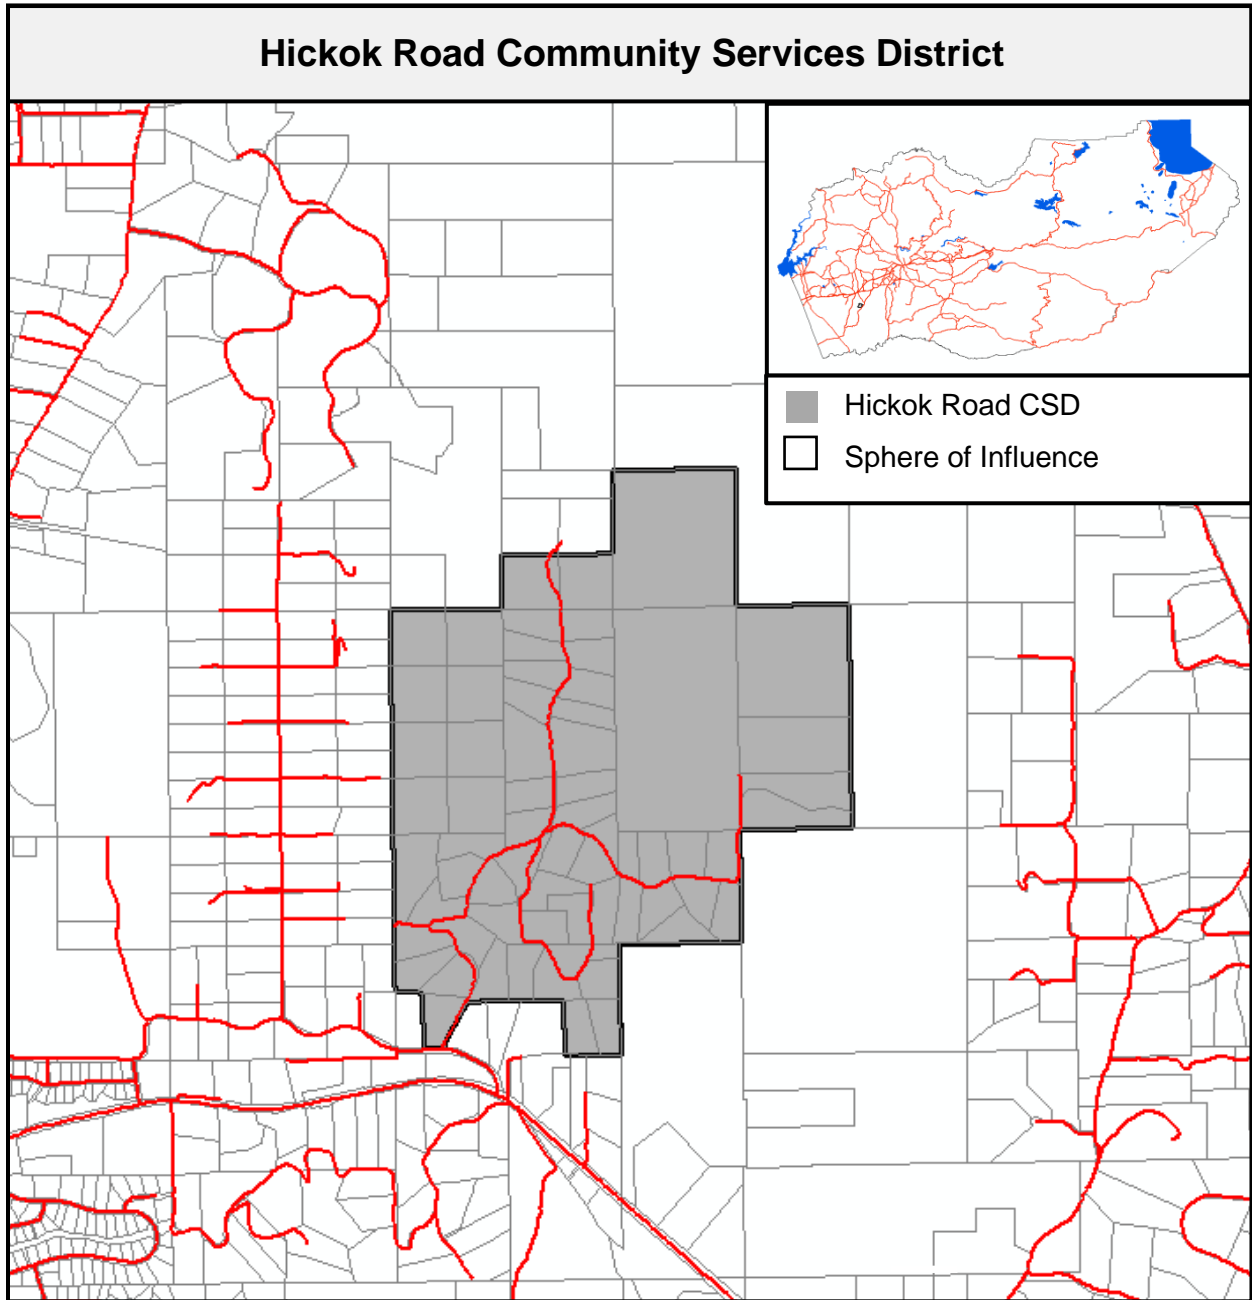 Hickok Road Community Services District
Hickok Road CSD
Sphere of Influence